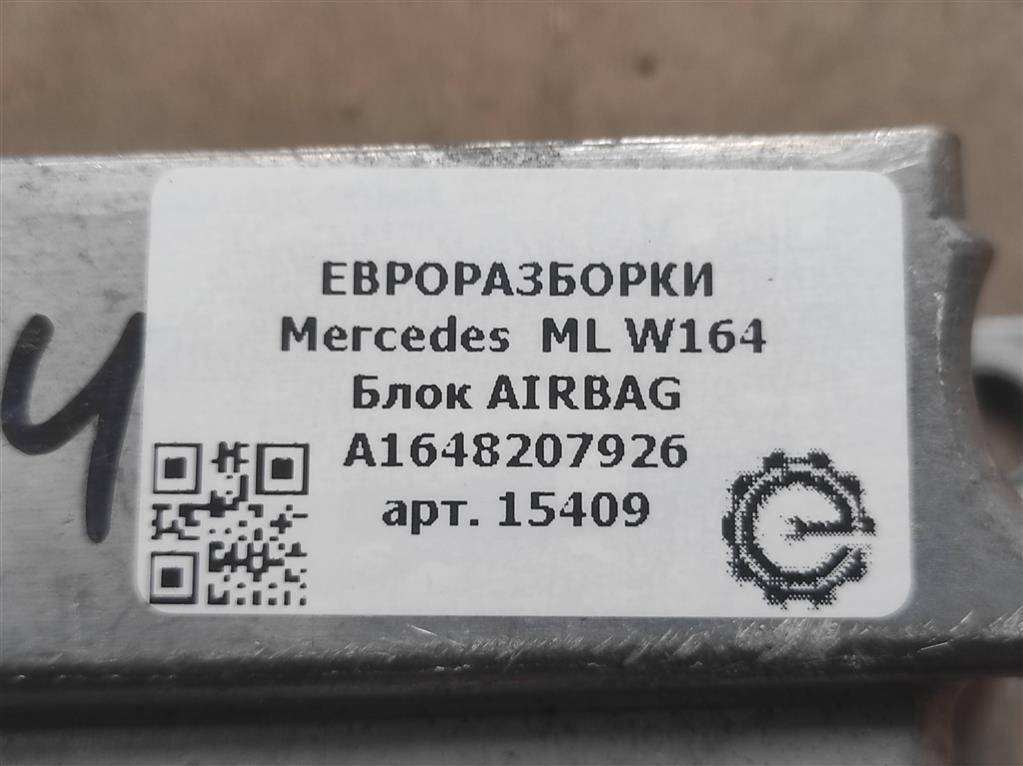 ЕВРОРАЗБОРКИ
Mercedes ML W164
Блок AIRBAG
A1648207926
арт. 15409